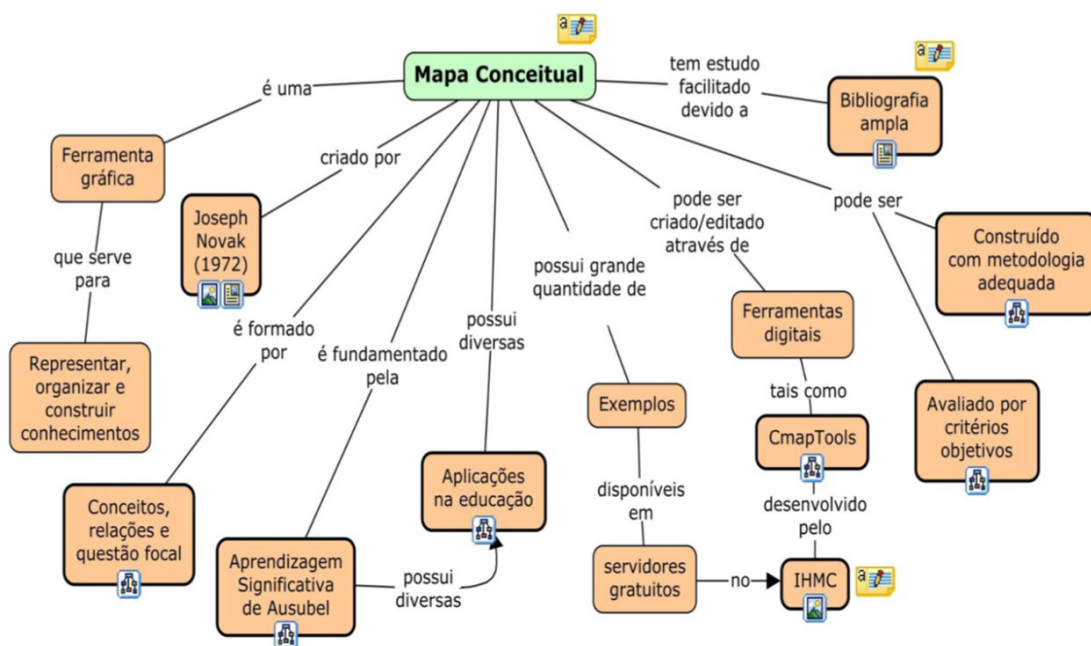 Mapa Conceitual
é uma
Ferramenta
gráfica
que serve
para
Representar,
organizar e
construir
conhecimentos
criado por
Joseph
Novak
(1972)
é formado
por
Conceitos,
relações e
questão focal
é fundamentado
pela
Aprendizagem
Significativa
de Ausubel
possui
diversas
possui
diversas
Aplicações
na educação
possui grande
quantidade de
Exemplos
disponíveis
em
servidores
gratuitos
no
pode ser
criado/editado
através de
Ferramentas
digitais
tais como
CmapTools
desenvolvido
pelo
IHMC
a
tem estudo
facilitado
devido a
Bibliografia
ampla
a
pode ser
Construído
com metodologia
adequada
Avaliado por
critérios
objetivos
a